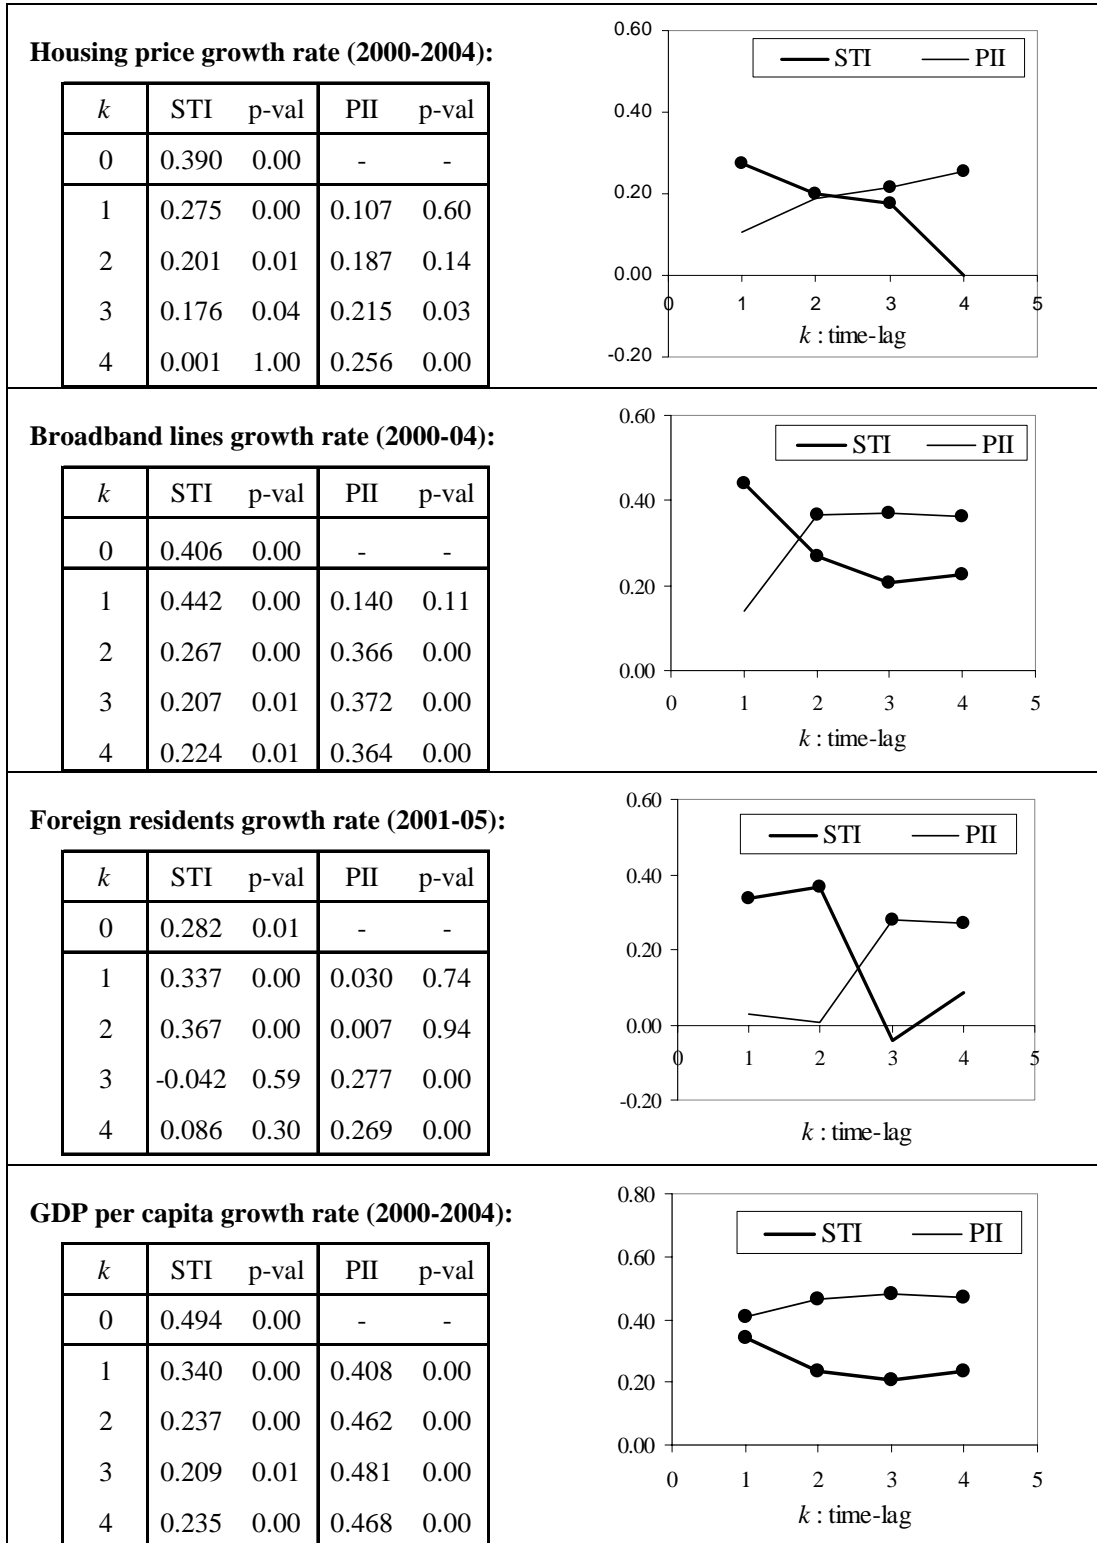 Housing price growth rate (2000-2004):
k STI p-val PII p-val
0 0.390 0.00 - -
1 0.275 0.00 0.107 0.60
2 0.201 0.01 0.187 0.14
3 0.176 0.04 0.215 0.03
4 0.001 1.00 0.256 0.00
0.60
STI PII
0.40
0.20
0.00
0 1 2 3 4 5
k : time-lag
-0.20
Broadband lines growth rate (2000-04):
k STI p-val PII p-val
0 0.406 0.00 - -
1 0.442 0.00 0.140 0.11
2 0.267 0.00 0.366 0.00
3 0.207 0.01 0.372 0.00
4 0.224 0.01 0.364 0.00
0.60
STI PII
0.40
0.20
0.00
0 1 2 3 4 5
k : time-lag
Foreign residents growth rate (2001-05):
k STI p-val PII p-val
0 0.282 0.01 - -
1 0.337 0.00 0.030 0.74
2 0.367 0.00 0.007 0.94
3 -0.042 0.59 0.277 0.00
4 0.086 0.30 0.269 0.00
0.60
STI PII
0.40
0.20
0.00
0 1 2 3 4 5
-0.20
k : time-lag
GDP per capita growth rate (2000-2004):
k STI p-val PII p-val
0 0.494 0.00 - -
1 0.340 0.00 0.408 0.00
2 0.237 0.00 0.462 0.00
3 0.209 0.01 0.481 0.00
4 0.235 0.00 0.468 0.00
0.80
STI PII
0.60
0.40
0.20
0.00
0 1 2 3 4 5
k : time-lag